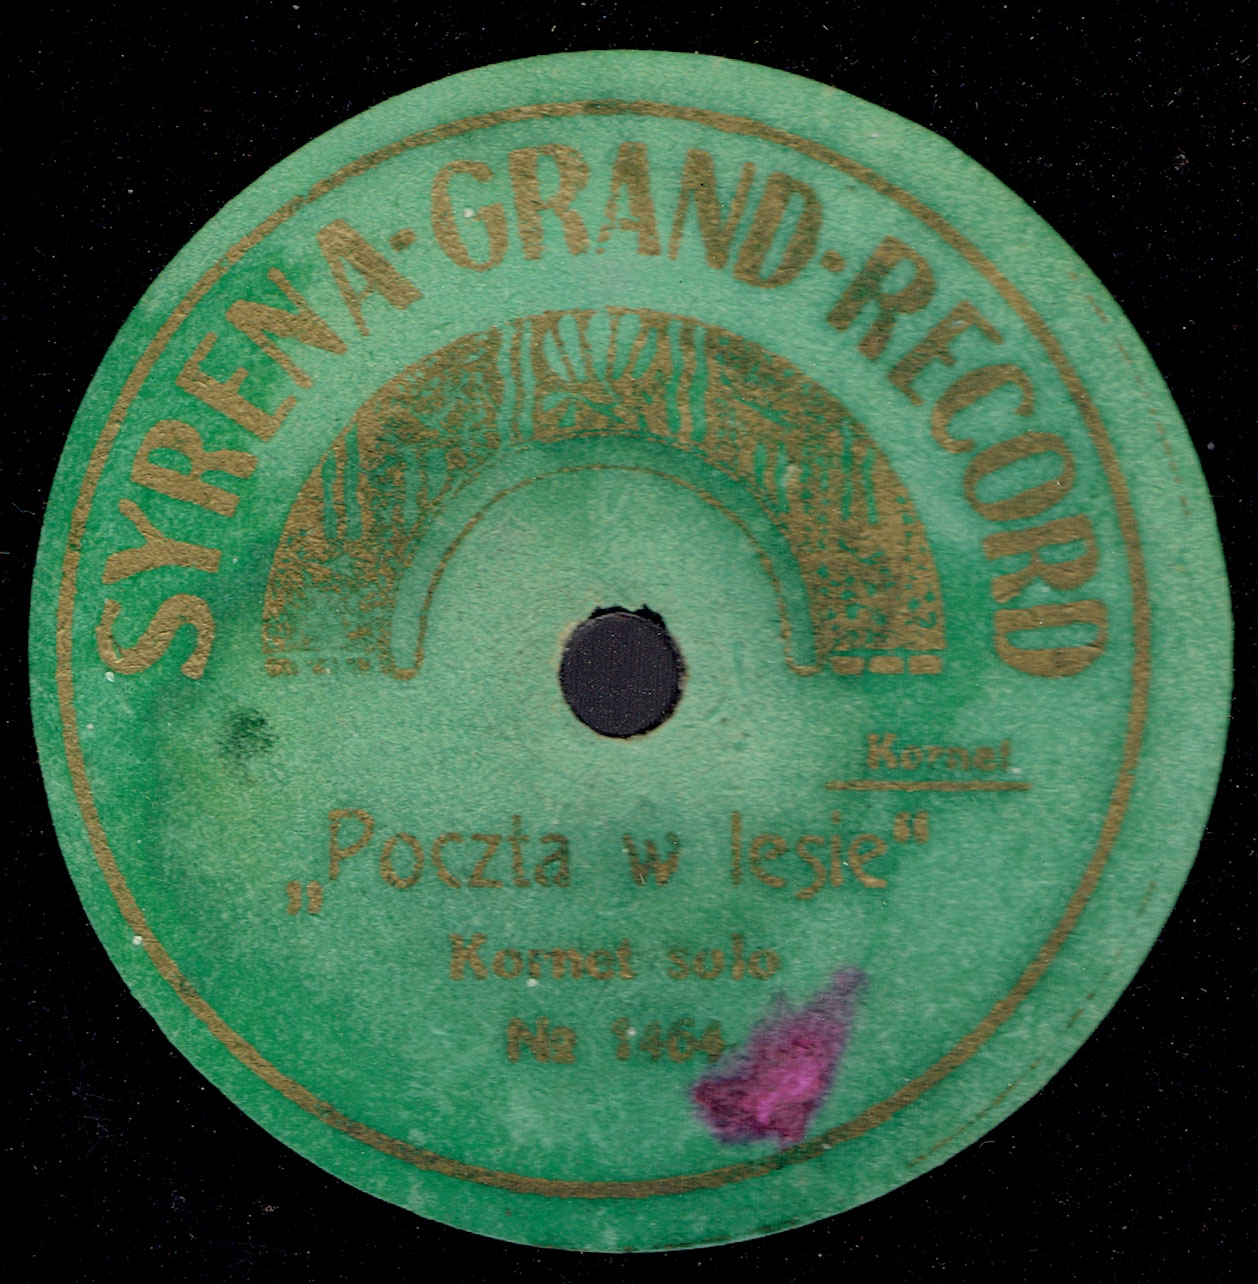 SYRENA·GRAND·RECORD
Kornet
„Poczta w lesie“
Kornet solo
№ 1464